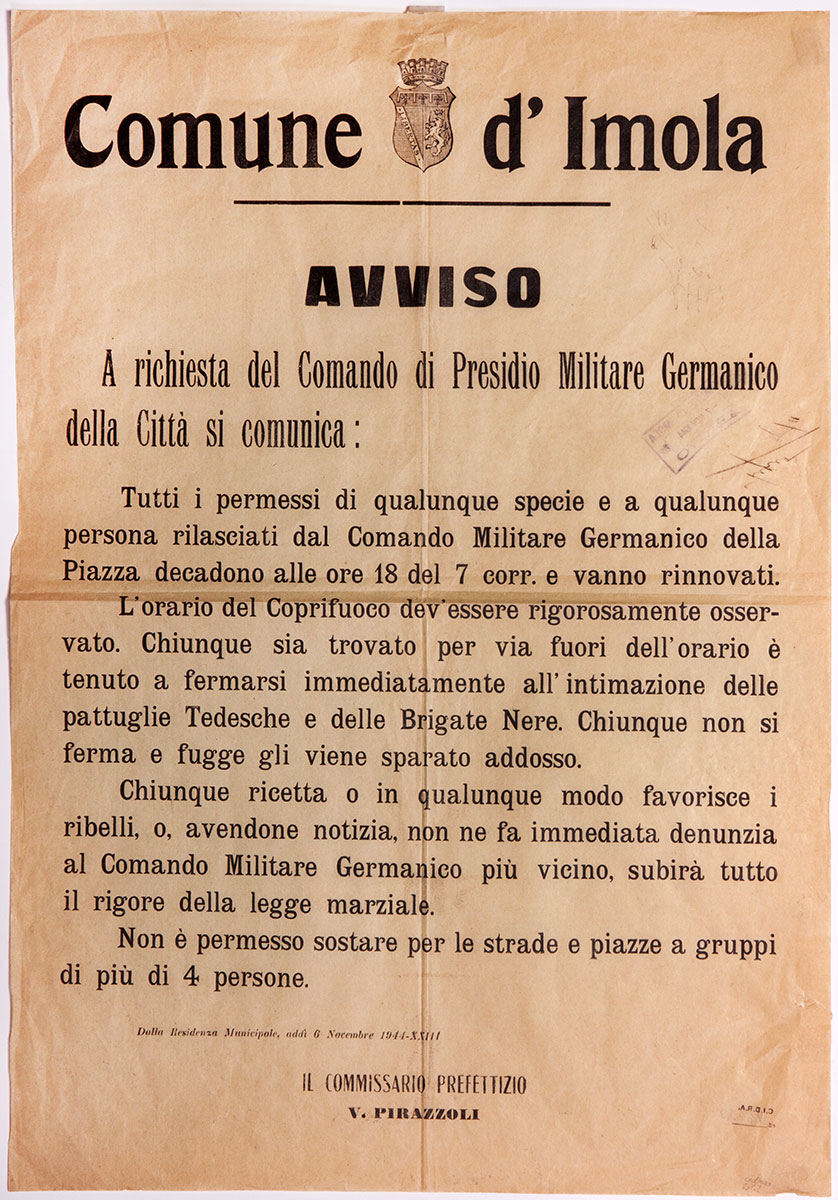 Comune d' Imola
AVVISO
A richiesta del Comando di Presidio Militare Germanico
della Città si comunica :
Tutti i permessi di qualunque specie e a qualunque
persona rilasciati dal Comando Militare Germanico della
Piazza decadono alle ore 18 del 7 corr. e vanno rinnovati.
L'orario del Coprifuoco dev'essere rigorosamente osser-
vato. Chiunque sia trovato per via fuori dell'orario è
tenuto a fermarsi immediatamente all'intimazione delle
pattuglie Tedesche e delle Brigate Nere. Chiunque non si
ferma e fugge gli viene sparato addosso.
Chiunque ricetta o in qualunque modo favorisce i
ribelli, o, avendone notizia, non ne fa immediata denunzia
al Comando Militare Germanico più vicino, subirà tutto
il rigore della legge marziale.
Non è permesso sostare per le strade e piazze a gruppi
di più di 4 persone.
Dalla Residenza Municipale, addì 6 Novembre 1944-XXIII
IL COMMISSARIO PREFETTIZIO
V. PIRAZZOLI
C.I.D.R.A.